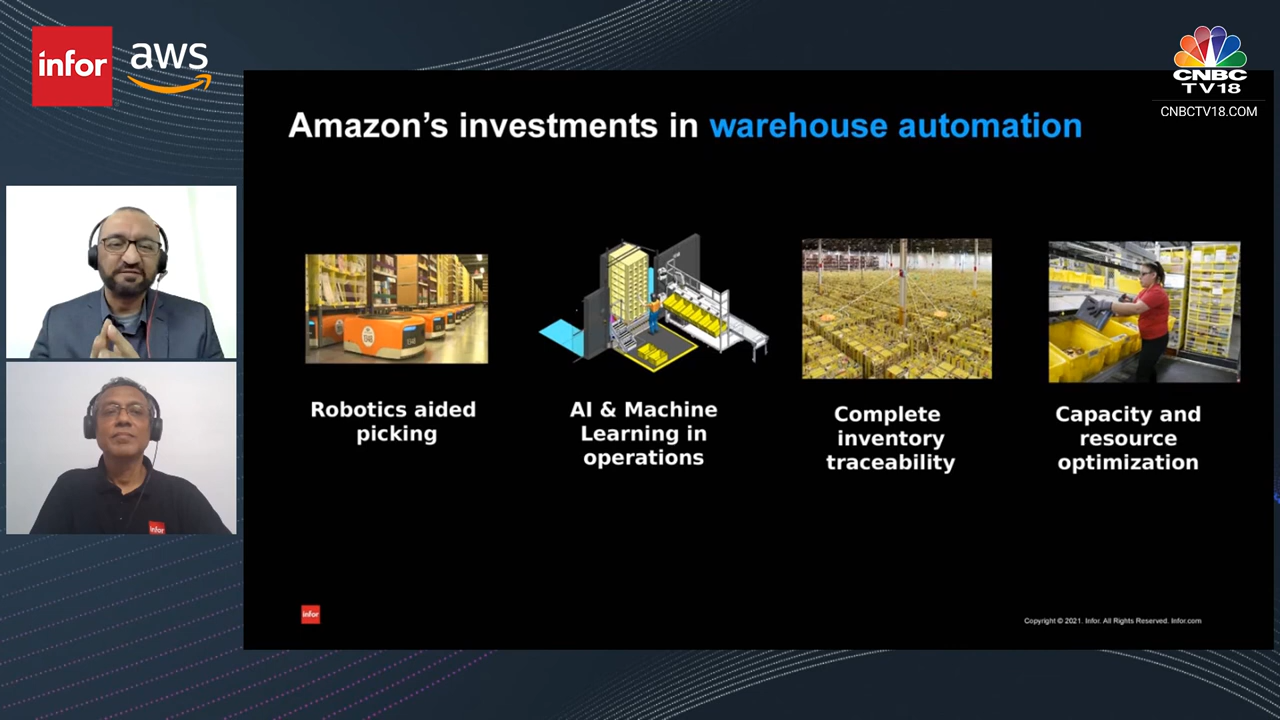 infor
aws
CNBC
TV18
CNBCTV18.COM
Amazon’s investments in warehouse automation
Robotics aided
picking
AI & Machine
Learning in
operations
Complete
inventory
traceability
Capacity and
resource
optimization
infor
infor
Copyright © 2021. Infor. All Rights Reserved. Infor.com